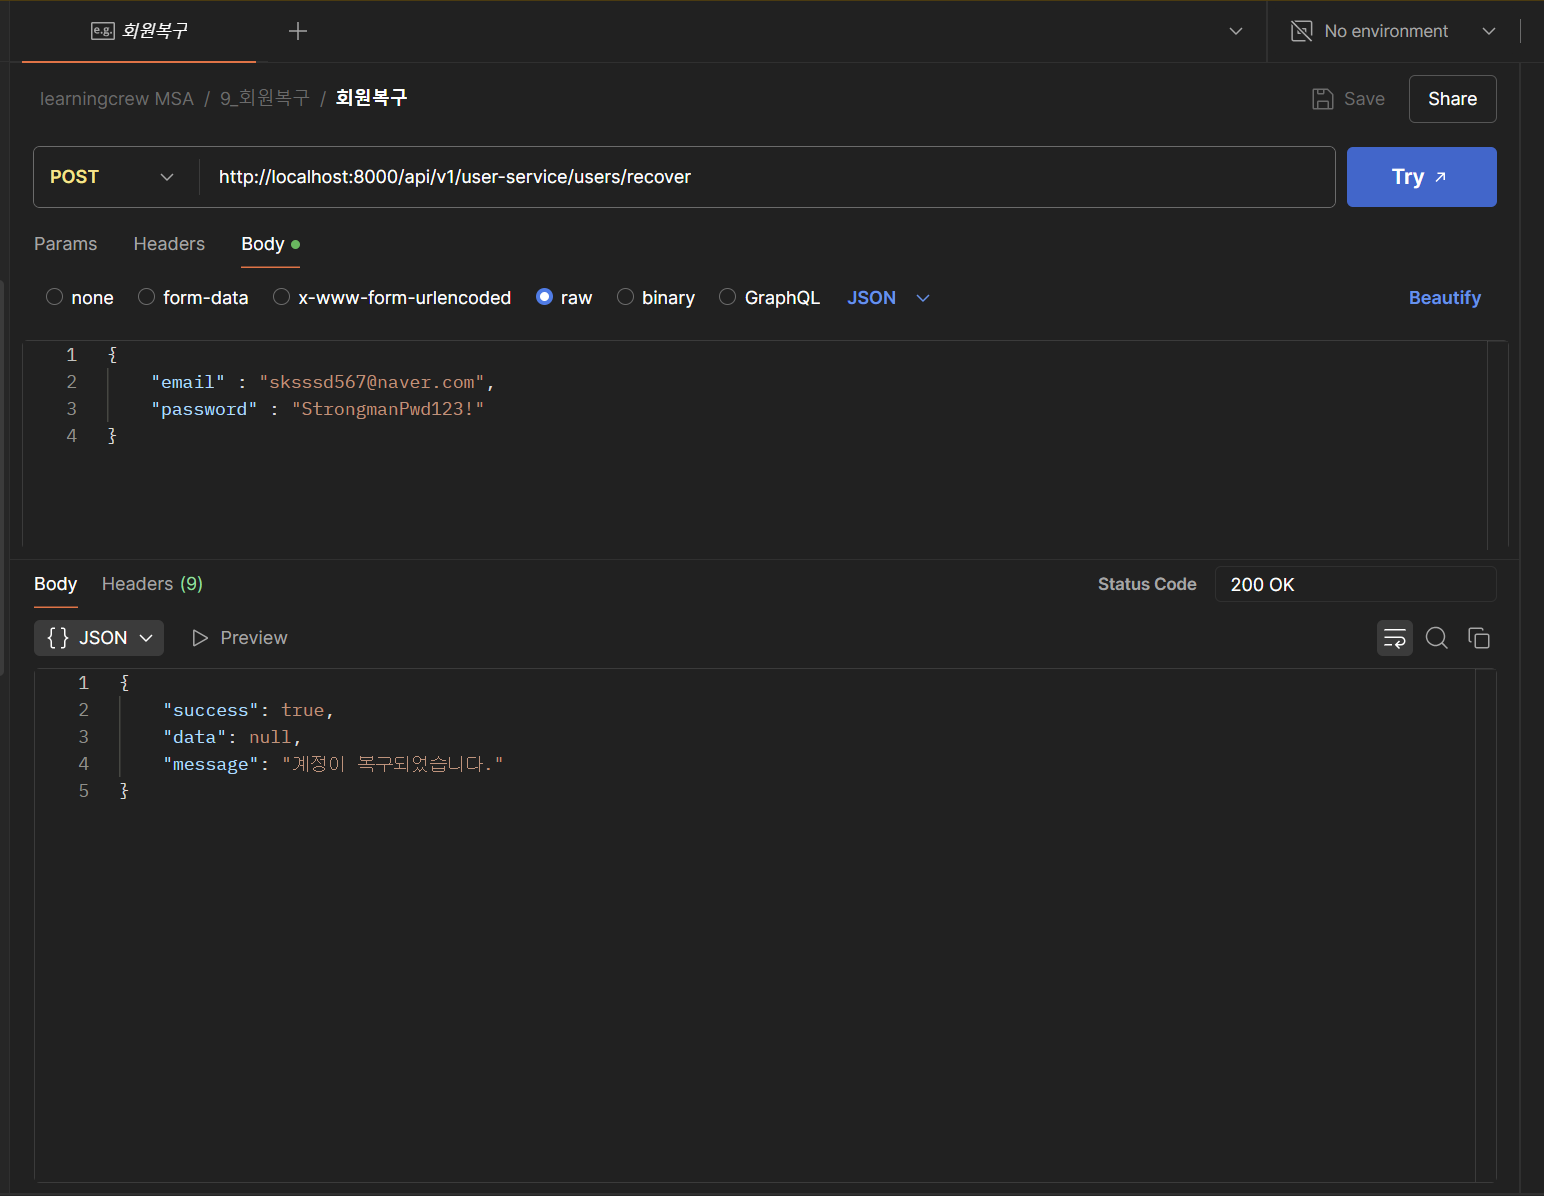 e.g. 회원복구
No environment
learningcrew MSA / 9_회원복구 / 회원복구
Save
Share
POST
http://localhost:8000/api/v1/user-service/users/recover
Try
Params
Headers
Body
none
form-data
x-www-form-urlencoded
raw
binary
GraphQL
JSON
Beautify
1 {
2 "email" : "sksssd567@naver.com",
3 "password" : "StrongmanPwd123!"
4 }
Body
Headers (9)
Status Code
200 OK
{} JSON
Preview
1 {
2 "success": true,
3 "data": null,
4 "message": "계정이 복구되었습니다."
5 }